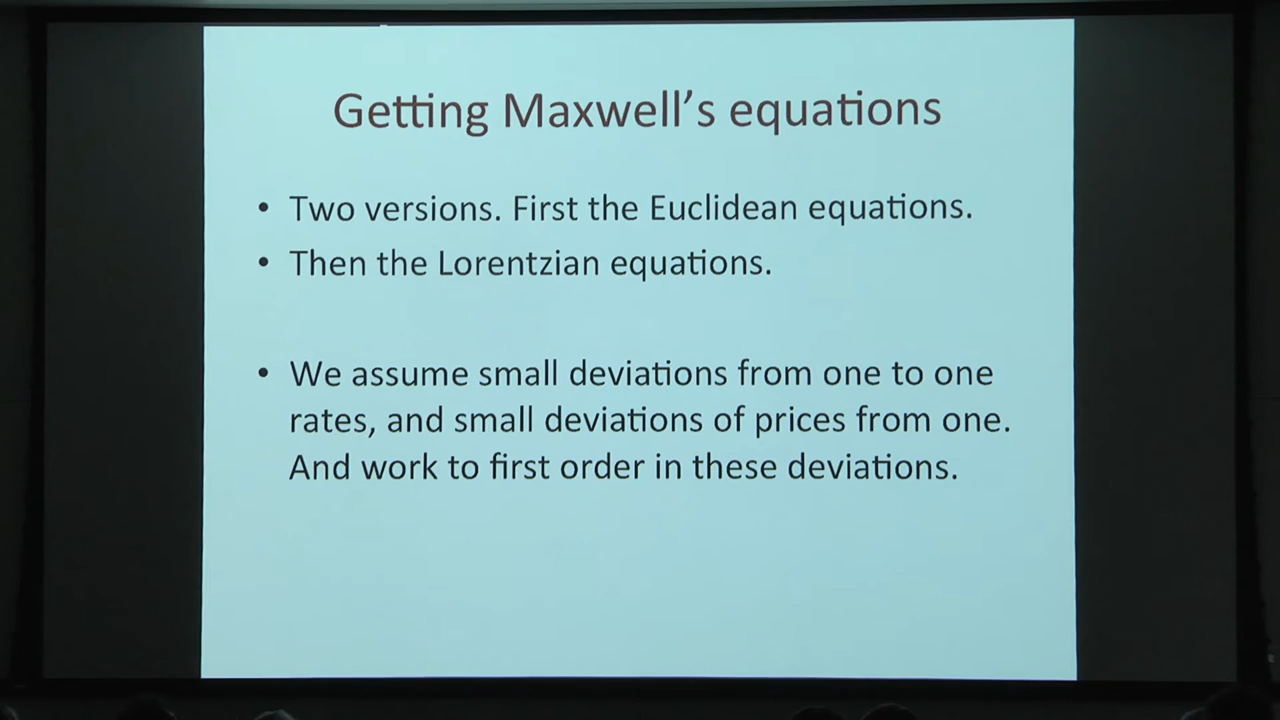 Getting Maxwell's equations
• Two versions. First the Euclidean equations.
• Then the Lorentzian equations.
• We assume small deviations from one to one
rates, and small deviations of prices from one.
And work to first order in these deviations.